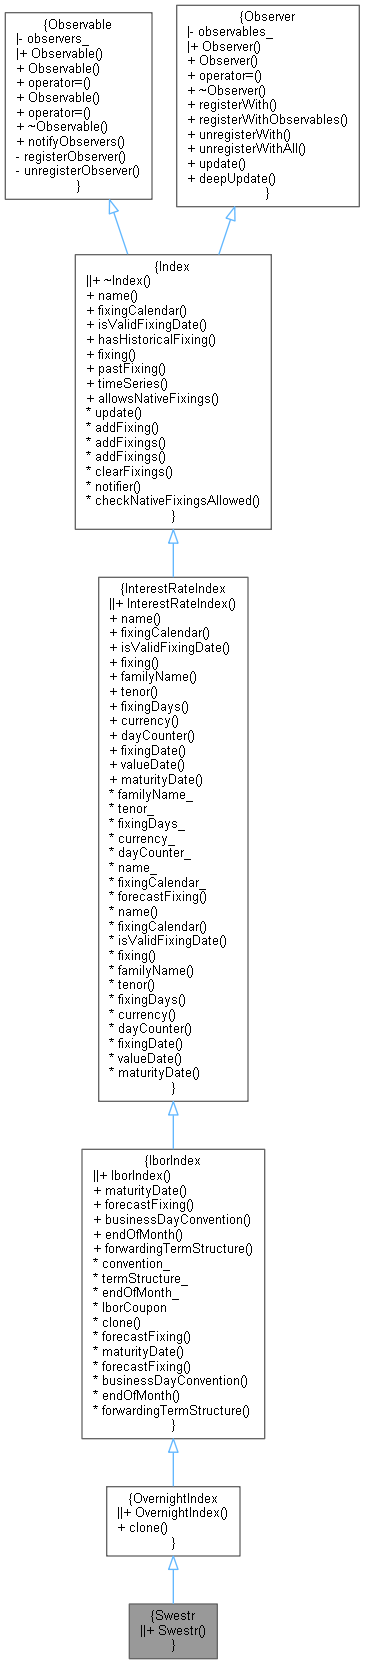 {Observable
|- observers_
|+ Observable()
+ Observable()
+ operator=()
+ Observable()
+ operator=()
+ ~Observable()
+ notifyObservers()
- registerObserver()
- unregisterObserver()
}
{Observer
|- observables_
|+ Observer()
+ Observer()
+ operator=()
+ ~Observer()
+ registerWith()
+ registerWithObservables()
+ unregisterWith()
+ unregisterWithAll()
+ update()
+ deepUpdate()
}
{Index
||+ ~Index()
+ name()
+ fixingCalendar()
+ isValidFixingDate()
+ hasHistoricalFixing()
+ fixing()
+ pastFixing()
+ timeSeries()
+ allowsNativeFixings()
* update()
* addFixing()
* addFixings()
* addFixings()
* clearFixings()
* notifier()
* checkNativeFixingsAllowed()
}
{InterestRateIndex
||+ InterestRateIndex()
+ name()
+ fixingCalendar()
+ isValidFixingDate()
+ fixing()
+ familyName()
+ tenor()
+ fixingDays()
+ currency()
+ dayCounter()
+ fixingDate()
+ valueDate()
+ maturityDate()
* familyName_
* tenor_
* fixingDays_
* currency_
* dayCounter_
* name_
* fixingCalendar_
* forecastFixing()
* name()
* fixingCalendar()
* isValidFixingDate()
* fixing()
* familyName()
* tenor()
* fixingDays()
* currency()
* dayCounter()
* fixingDate()
* valueDate()
* maturityDate()
}
{IborIndex
||+ IborIndex()
+ maturityDate()
+ forecastFixing()
+ businessDayConvention()
+ endOfMonth()
+ forwardingTermStructure()
* convention_
* termStructure_
* endOfMonth_
* IborCoupon
* clone()
* forecastFixing()
* maturityDate()
* forecastFixing()
* businessDayConvention()
* endOfMonth()
* forwardingTermStructure()
}
{OvernightIndex
||+ OvernightIndex()
+ clone()
}
{Swestr
||+ Swestr()
}